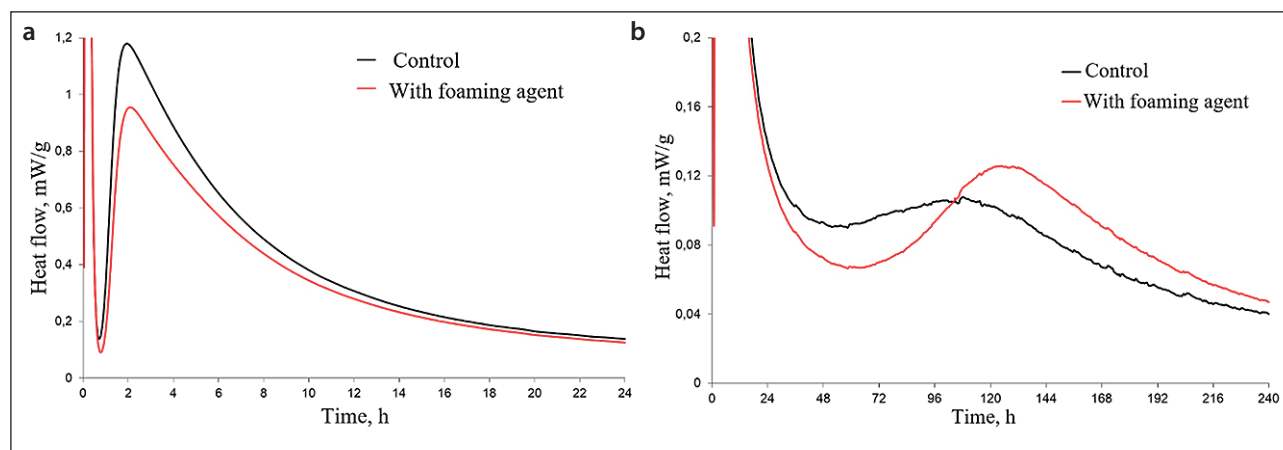 a
1,2
1
0,8
0,6
0,4
0,2
0
Heat flow, mW/g
Control
With foaming agent
0 2 4 6 8 10 12 14 16 18 20 22 24
Time, h
b
0,2
0,16
0,12
0,08
0,04
0
Heat flow, mW/g
Control
With foaming agent
0 24 48 72 96 120 144 168 192 216 240
Time, h